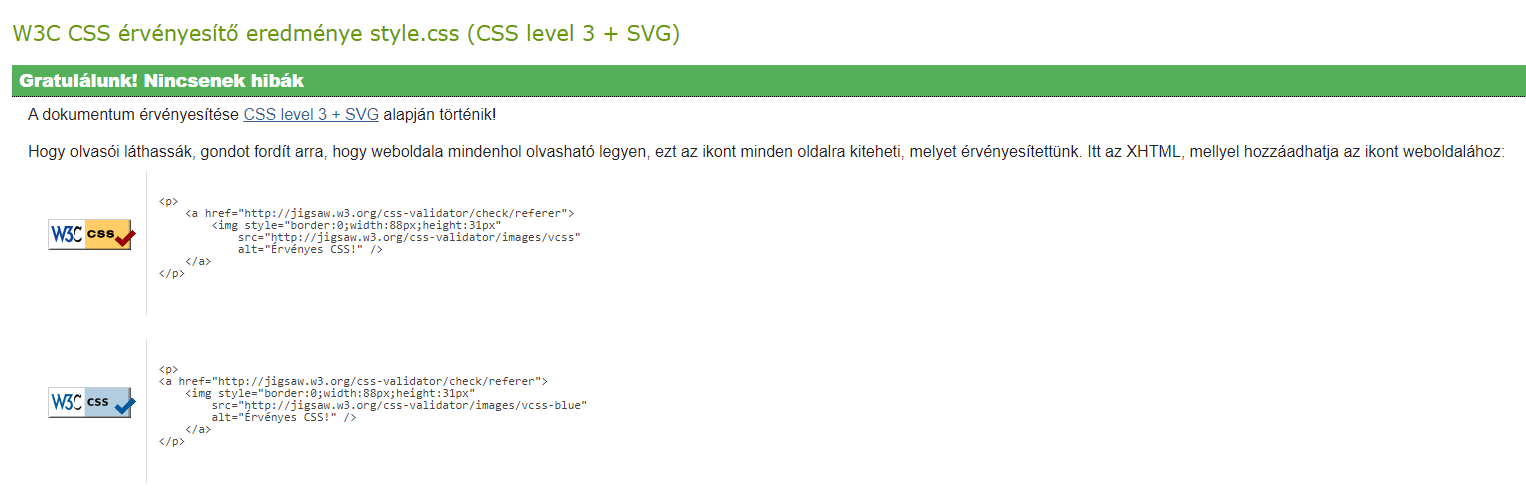 W3C CSS érvényesítő eredménye style.css (CSS level 3 + SVG)
Gratulálunk! Nincsenek hibák
A dokumentum érvényesítése CSS level 3 + SVG alapján történik!
Hogy olvasói láthassák, gondot fordít arra, hogy weboldala mindenhol olvasható legyen, ezt az ikont minden oldalra kiteheti, melyet érvényesítettünk. Itt az XHTML, mellyel hozzáadhatja az ikont weboldalához:
W3C css
<p>
    <a href="http://jigsaw.w3.org/css-validator/check/referer">
        <img style="border:0;width:88px;height:31px"
            src="http://jigsaw.w3.org/css-validator/images/vcss"
            alt="Érvényes CSS!" />
    </a>
</p>
W3C css
<p>
<a href="http://jigsaw.w3.org/css-validator/check/referer">
    <img style="border:0;width:88px;height:31px"
        src="http://jigsaw.w3.org/css-validator/images/vcss-blue"
        alt="Érvényes CSS!" />
    </a>
</p>